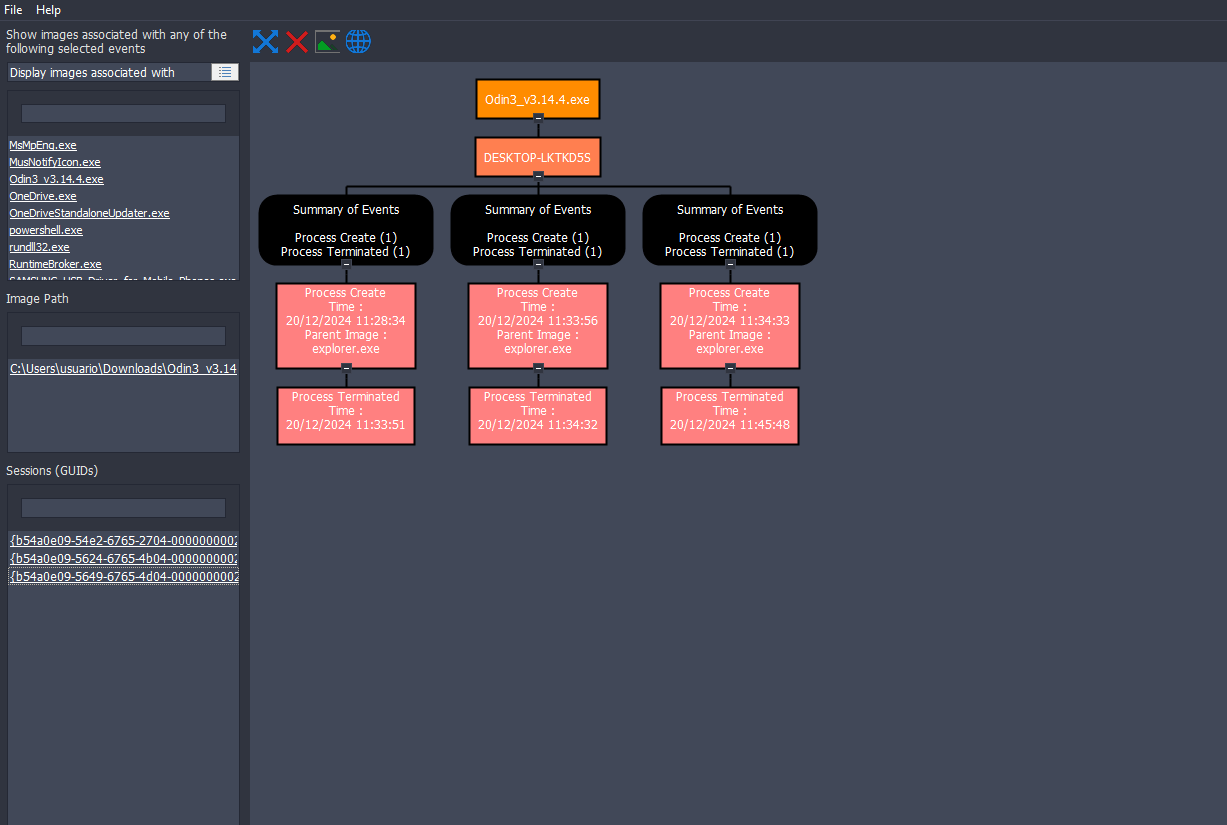 File Help
Show images associated with any of the
following selected events
Display images associated with
MsMpEng.exe
MusNotifyIcon.exe
Odin3_v3.14.4.exe
OneDrive.exe
OneDriveStandaloneUpdater.exe
powershell.exe
rundll32.exe
RuntimeBroker.exe
SAMSUNG_USB_Driver_for_Mobile_Phones.exe
Image Path
C:\Users\usuario\Downloads\Odin3_v3.14
Sessions (GUIDs)
{b54a0e09-54e2-6765-2704-0000000002
{b54a0e09-5624-6765-4b04-0000000002
{b54a0e09-5649-6765-4d04-0000000002
Odin3_v3.14.4.exe
DESKTOP-LKTKD5S
Summary of Events
Process Create (1)
Process Terminated (1)
Process Create
Time :
20/12/2024 11:28:34
Parent Image :
explorer.exe
Process Terminated
Time :
20/12/2024 11:33:51
Summary of Events
Process Create (1)
Process Terminated (1)
Process Create
Time :
20/12/2024 11:33:56
Parent Image :
explorer.exe
Process Terminated
Time :
20/12/2024 11:34:32
Summary of Events
Process Create (1)
Process Terminated (1)
Process Create
Time :
20/12/2024 11:34:33
Parent Image :
explorer.exe
Process Terminated
Time :
20/12/2024 11:45:48